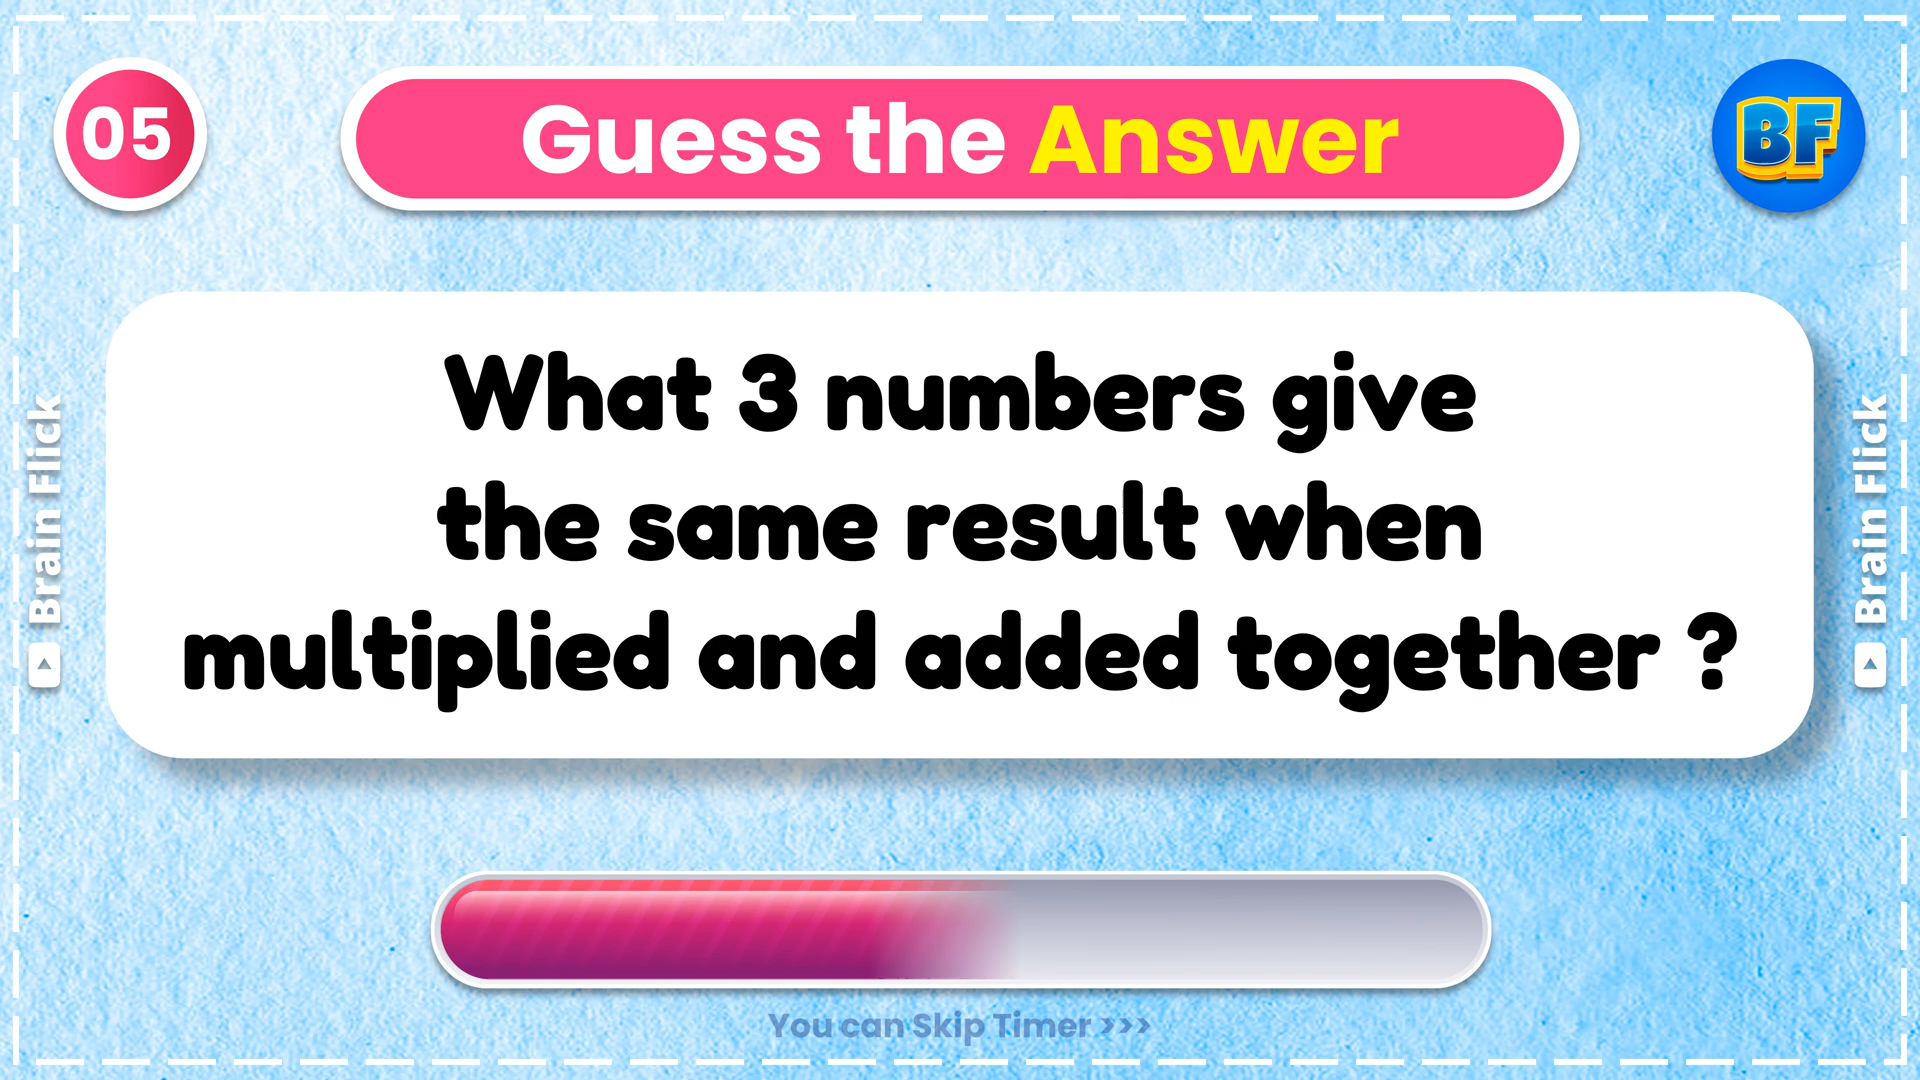 05
Guess the Answer
BF
What 3 numbers give
the same result when
multiplied and added together ?
Brain Flick
Brain Flick
You can Skip Timer >>>